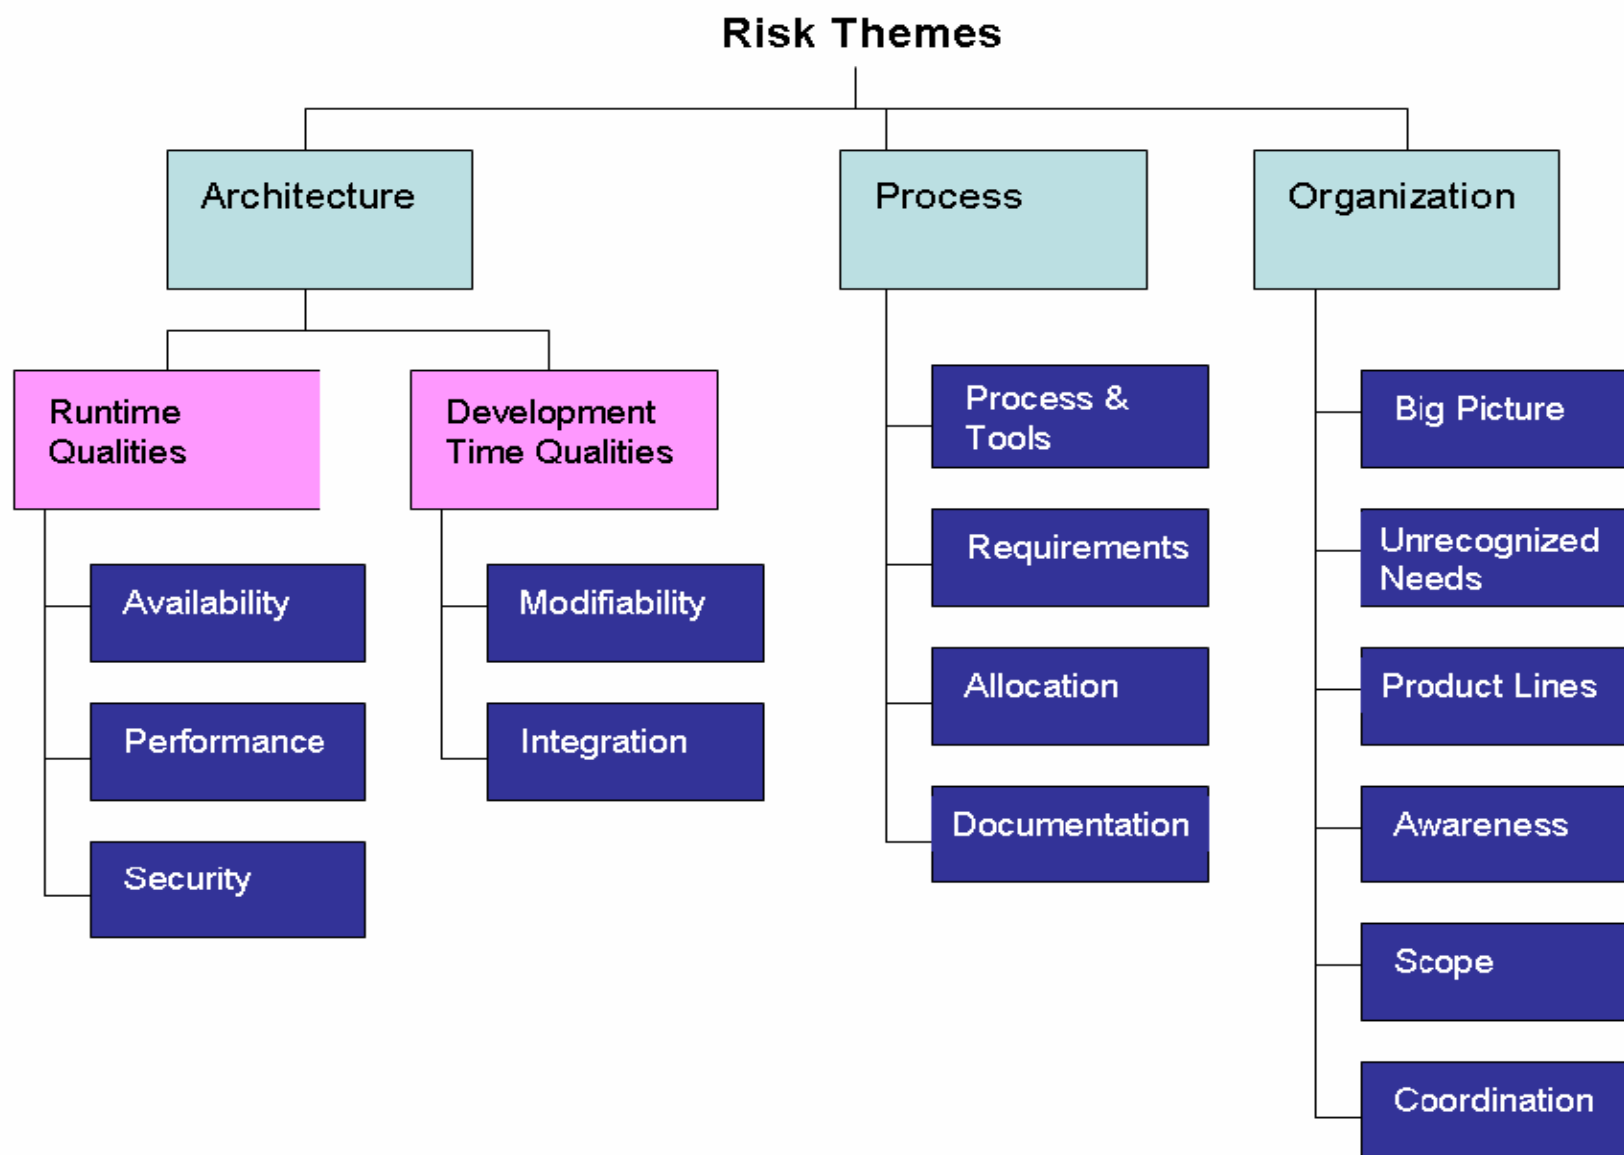 Risk Themes
Architecture
Process
Organization
Runtime
Qualities
Development
Time Qualities
Availability
Performance
Security
Modifiability
Integration
Process &
Tools
Requirements
Allocation
Documentation
Big Picture
Unrecognized
Needs
Product Lines
Awareness
Scope
Coordination